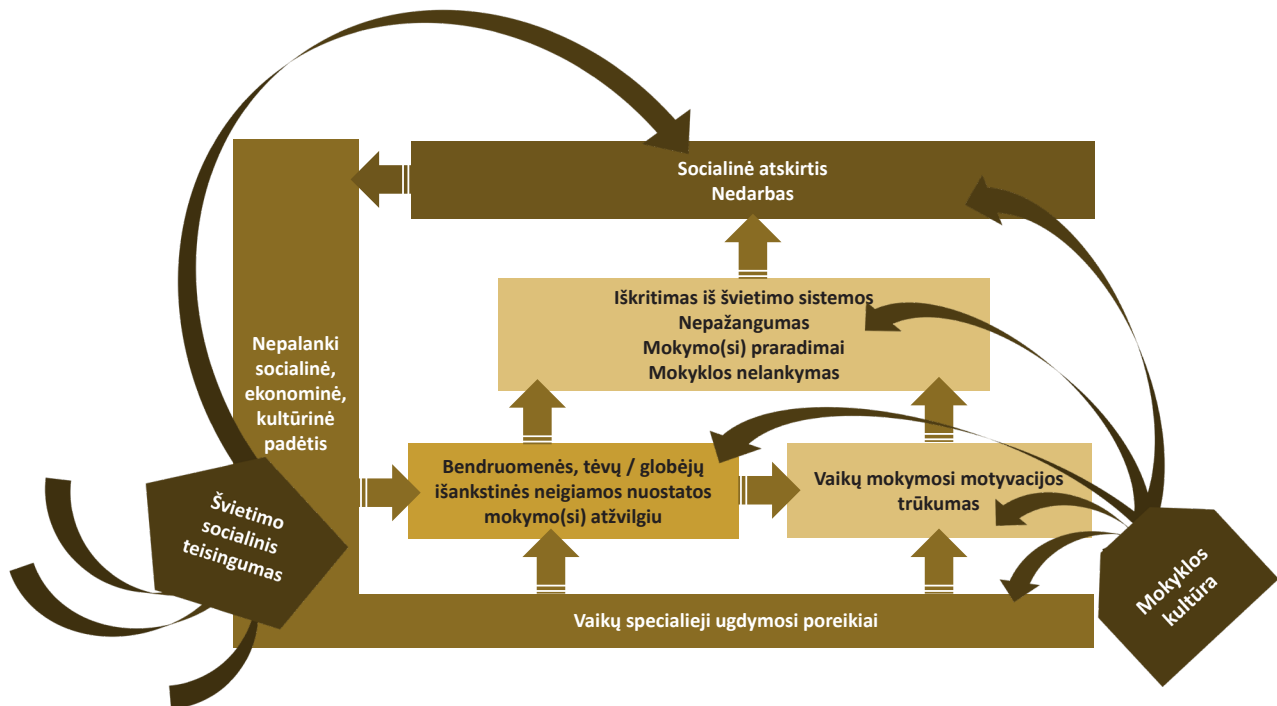 Socialinė atskirtis
Nedarbas
Iškritimas iš švietimo sistemos
Nepažangumas
Mokymo(si) praradimai
Mokyklos nelankymas
Nepalanki
socialinė,
ekonominė,
kultūrinė
padėtis
Bendruomenės, tėvų / globėjų
išankstinės neigiamos nuostatos
mokymo(si) atžvilgiu
Vaikų mokymosi motyvacijos
trūkumas
Švietimo
socialinis
teisingumas
Mokyklos
kultūra
Vaikų specialieji ugdymosi poreikiai